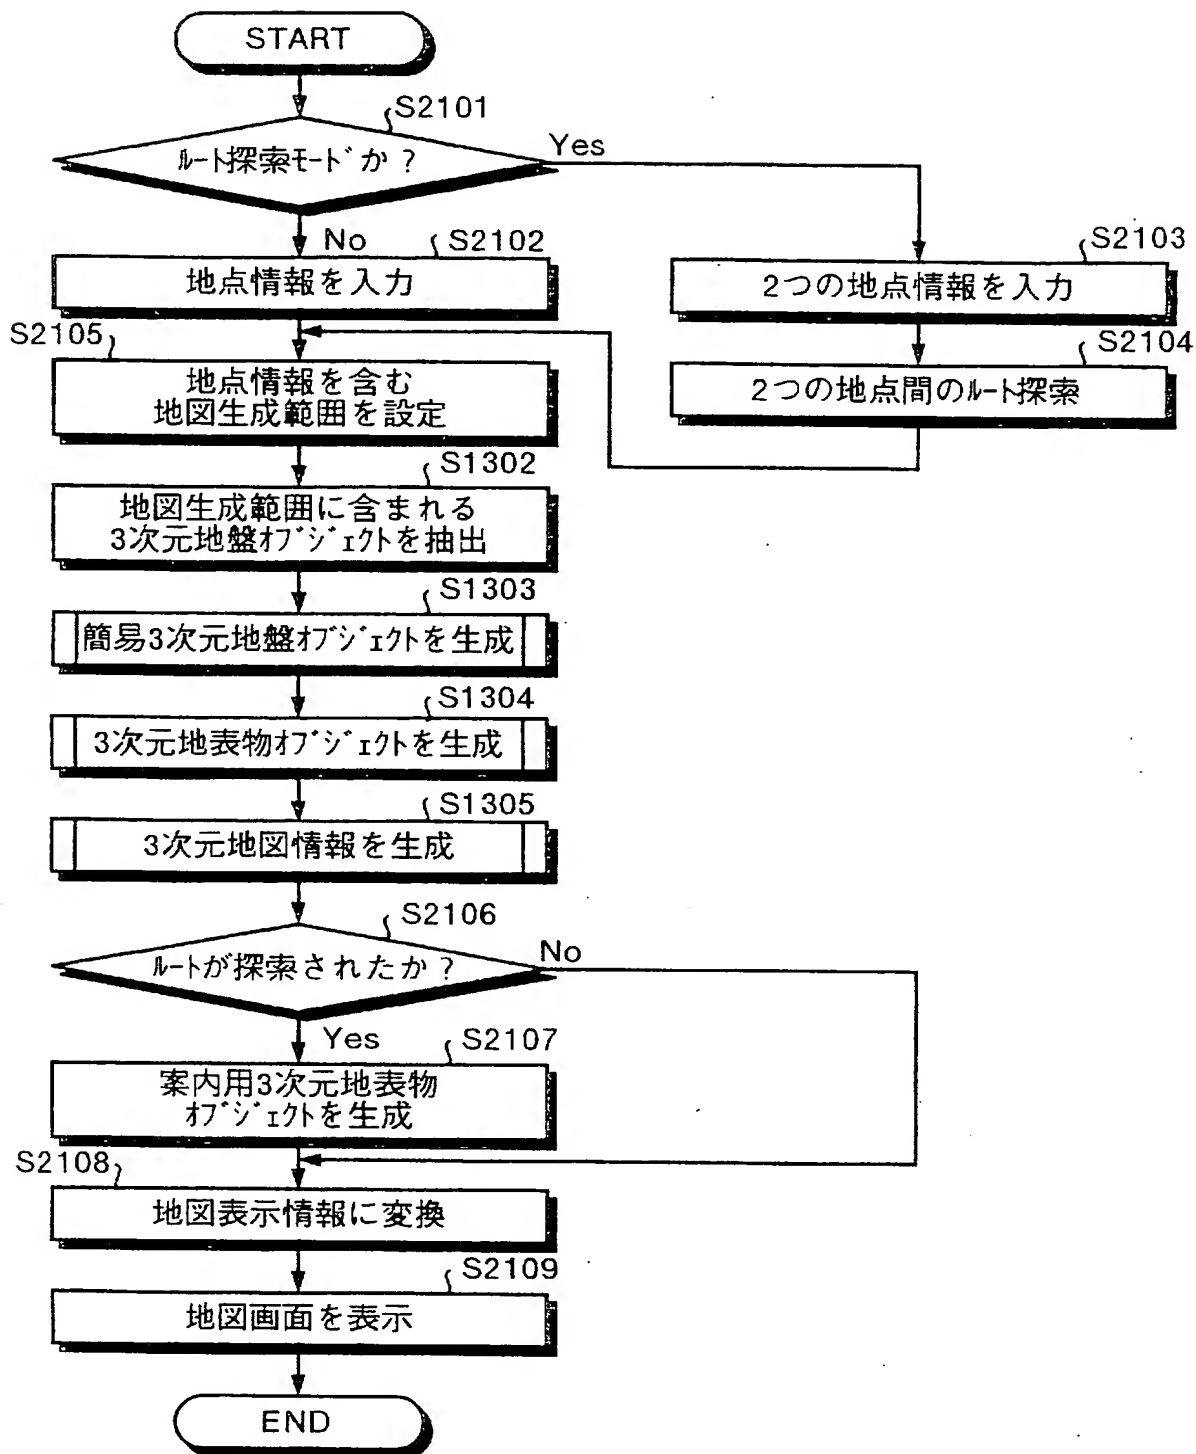 START
S2101
ルート探索モードか？
Yes
No
S2102
地点情報を入力
S2103
2つの地点情報を入力
S2104
2つの地点間のルート探索
S2105
地点情報を含む
地図生成範囲を設定
S1302
地図生成範囲に含まれる
3次元地盤オブジェクトを抽出
S1303
簡易3次元地盤オブジェクトを生成
S1304
3次元地表物オブジェクトを生成
S1305
3次元地図情報を生成
S2106
ルートが探索されたか？
No
Yes
S2107
案内用3次元地表物
オブジェクトを生成
S2108
地図表示情報に変換
S2109
地図画面を表示
END